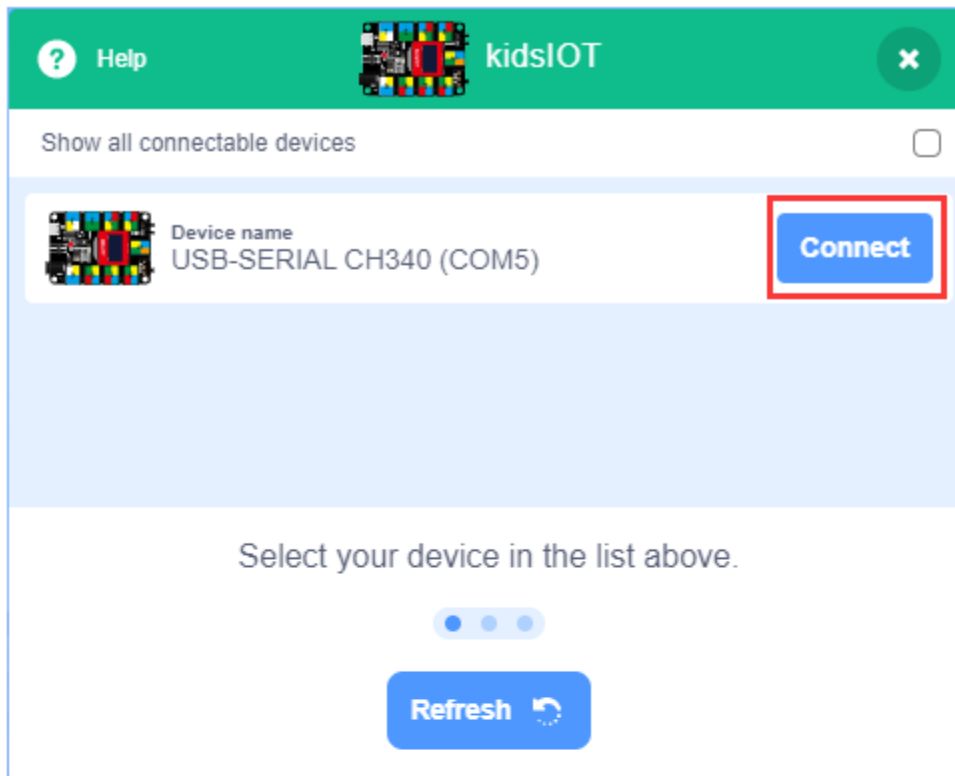 ? Help
kidsIOT
Show all connectable devices
Device name
USB-SERIAL CH340 (COM5)
Connect
Select your device in the list above.
Refresh